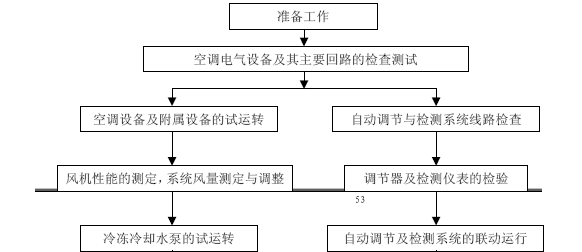 准备工作
空调电气设备及其主要回路的检查测试
空调设备及附属设备的试运转
自动调节与检测系统线路检查
风机性能的测定，系统风量测定与调整
调节器及检测仪表的检验
53
冷冻冷却水泵的试运转
自动调节及检测系统的联动运行